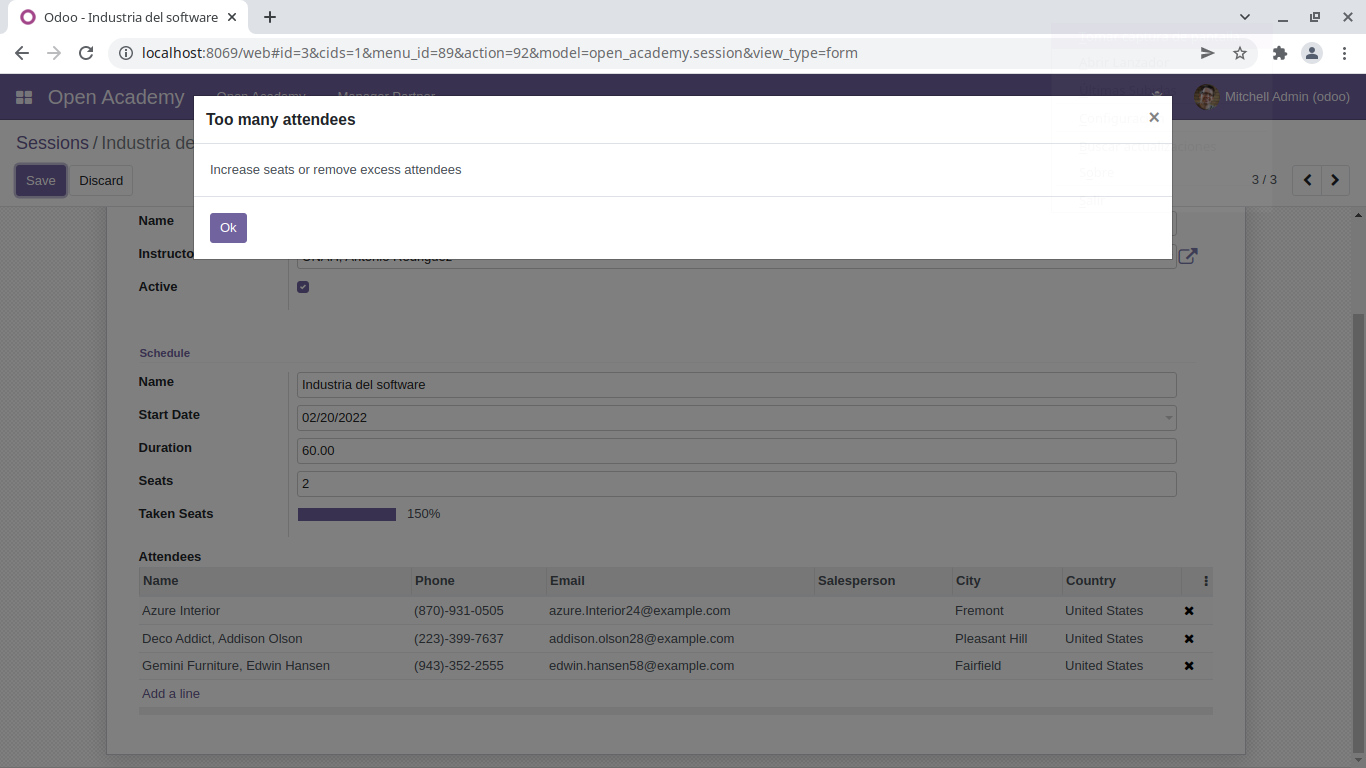 Odoo - Industria del software
localhost:8069/web#id=3&cids=1&menu_id=89&action=92&model=open_academy.session&view_type=form
Open Academy Open Academy Manager Partner Mitchell Admin (odoo)
Too many attendees ×
Sessions / Industria de
Increase seats or remove excess attendees
Save Discard 3 / 3
Ok
Name
Instructo
Active
Schedule
Name Industria del software
Start Date 02/20/2022
Duration 60.00
Seats 2
Taken Seats 150%
Attendees
Name Phone Email Salesperson City Country
Azure Interior (870)-931-0505 azure.Interior24@example.com Fremont United States
Deco Addict, Addison Olson (223)-399-7637 addison.olson28@example.com Pleasant Hill United States
Gemini Furniture, Edwin Hansen (943)-352-2555 edwin.hansen58@example.com Fairfield United States
Add a line